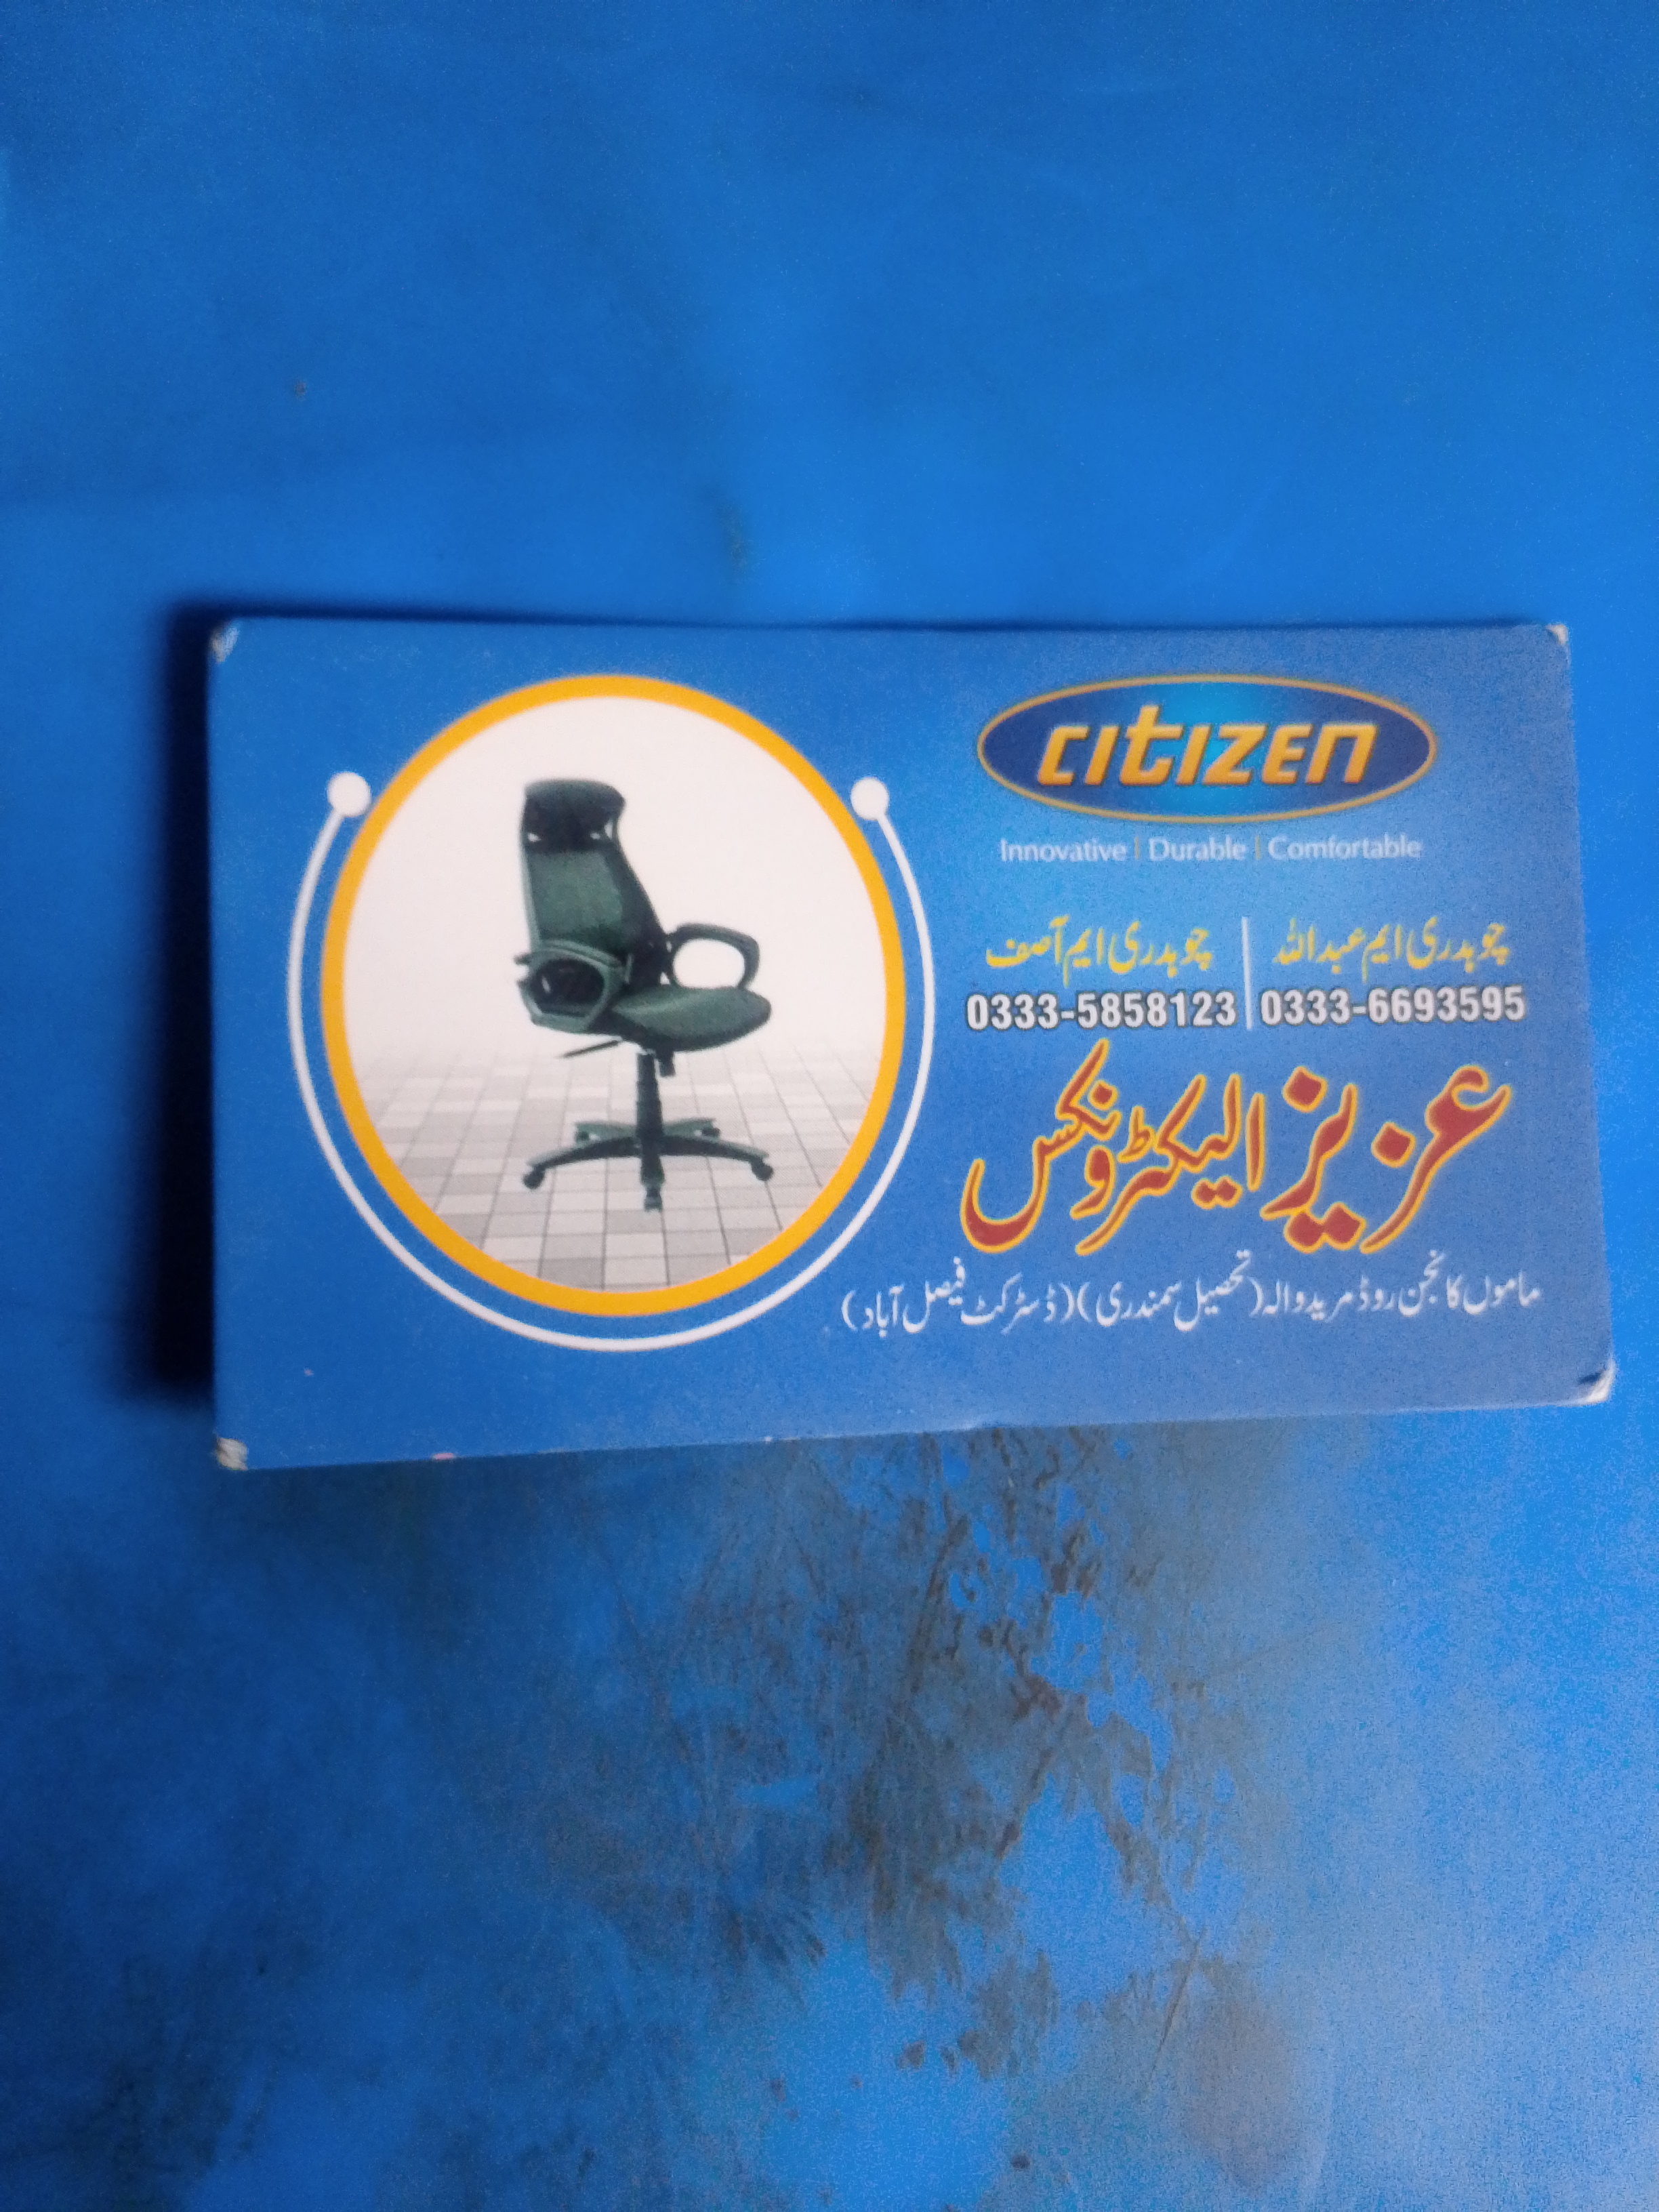 CITIZEN
Innovative | Durable | Comfortable
چوہدری ایم عبداللہ | چوہدری ایم آصف
0333-5858123 | 0333-6693595
عزیز الیکٹرونکس
ماموں کانجن روڈ مریدوالہ (تحصیل سمندری) (ڈسٹرکٹ فیصل آباد)